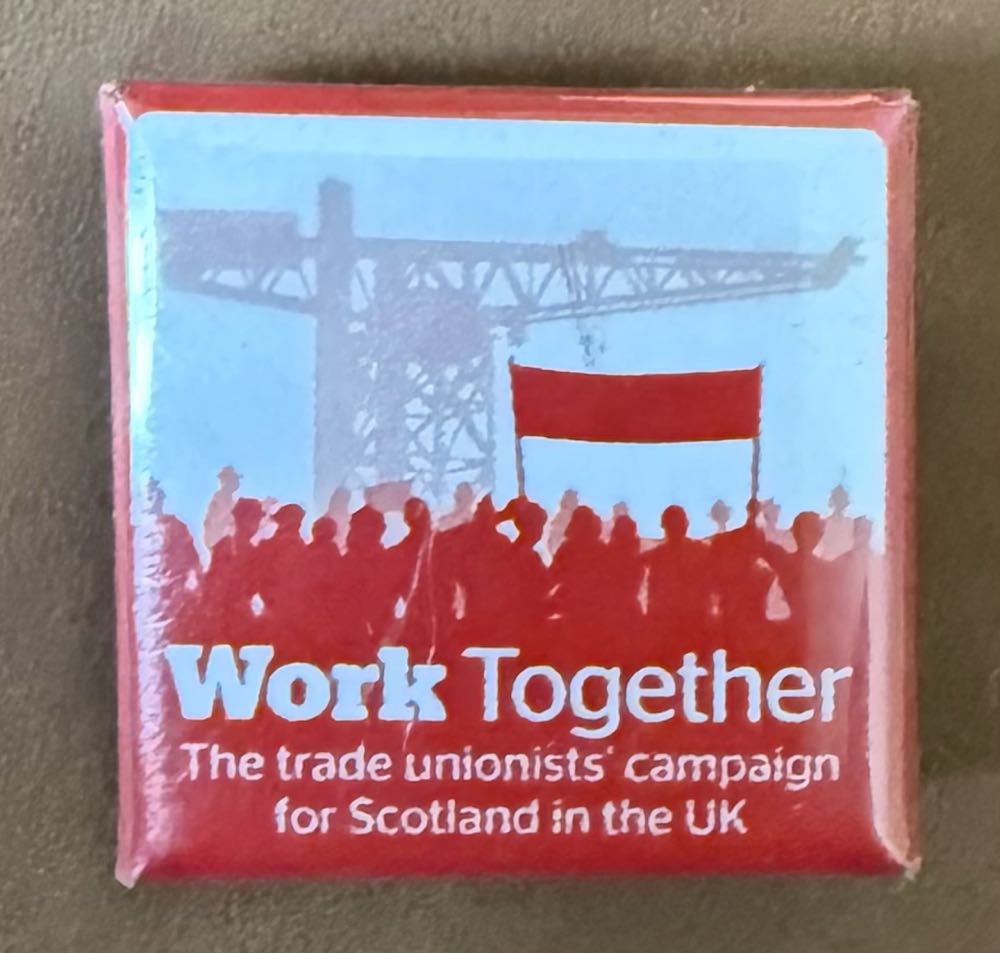 Work Together
The trade unionists' campaign
for Scotland in the UK